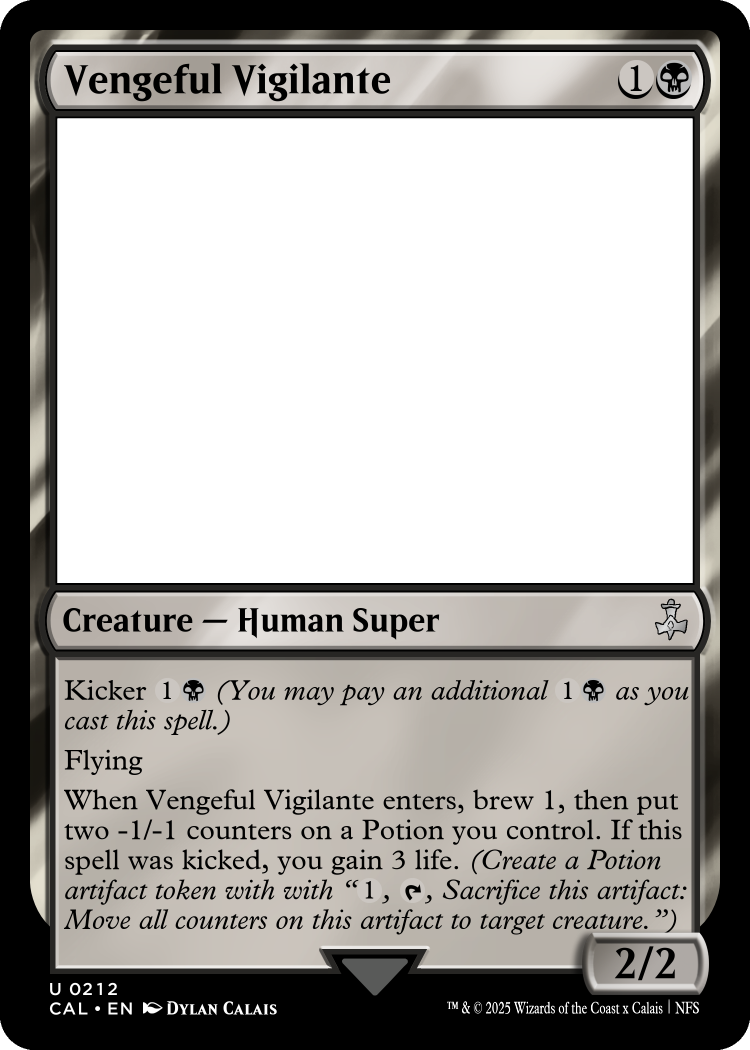 Vengeful Vigilante 1
Creature — Human Super
Kicker 1 (You may pay an additional 1 as you
cast this spell.)
Flying
When Vengeful Vigilante enters, brew 1, then put
two -1/-1 counters on a Potion you control. If this
spell was kicked, you gain 3 life. (Create a Potion
artifact token with with “1, , Sacrifice this artifact:
Move all counters on this artifact to target creature.”)
2/2
U 0212
CAL • EN DYLAN CALAIS
™ & © 2025 Wizards of the Coast x Calais | NFS